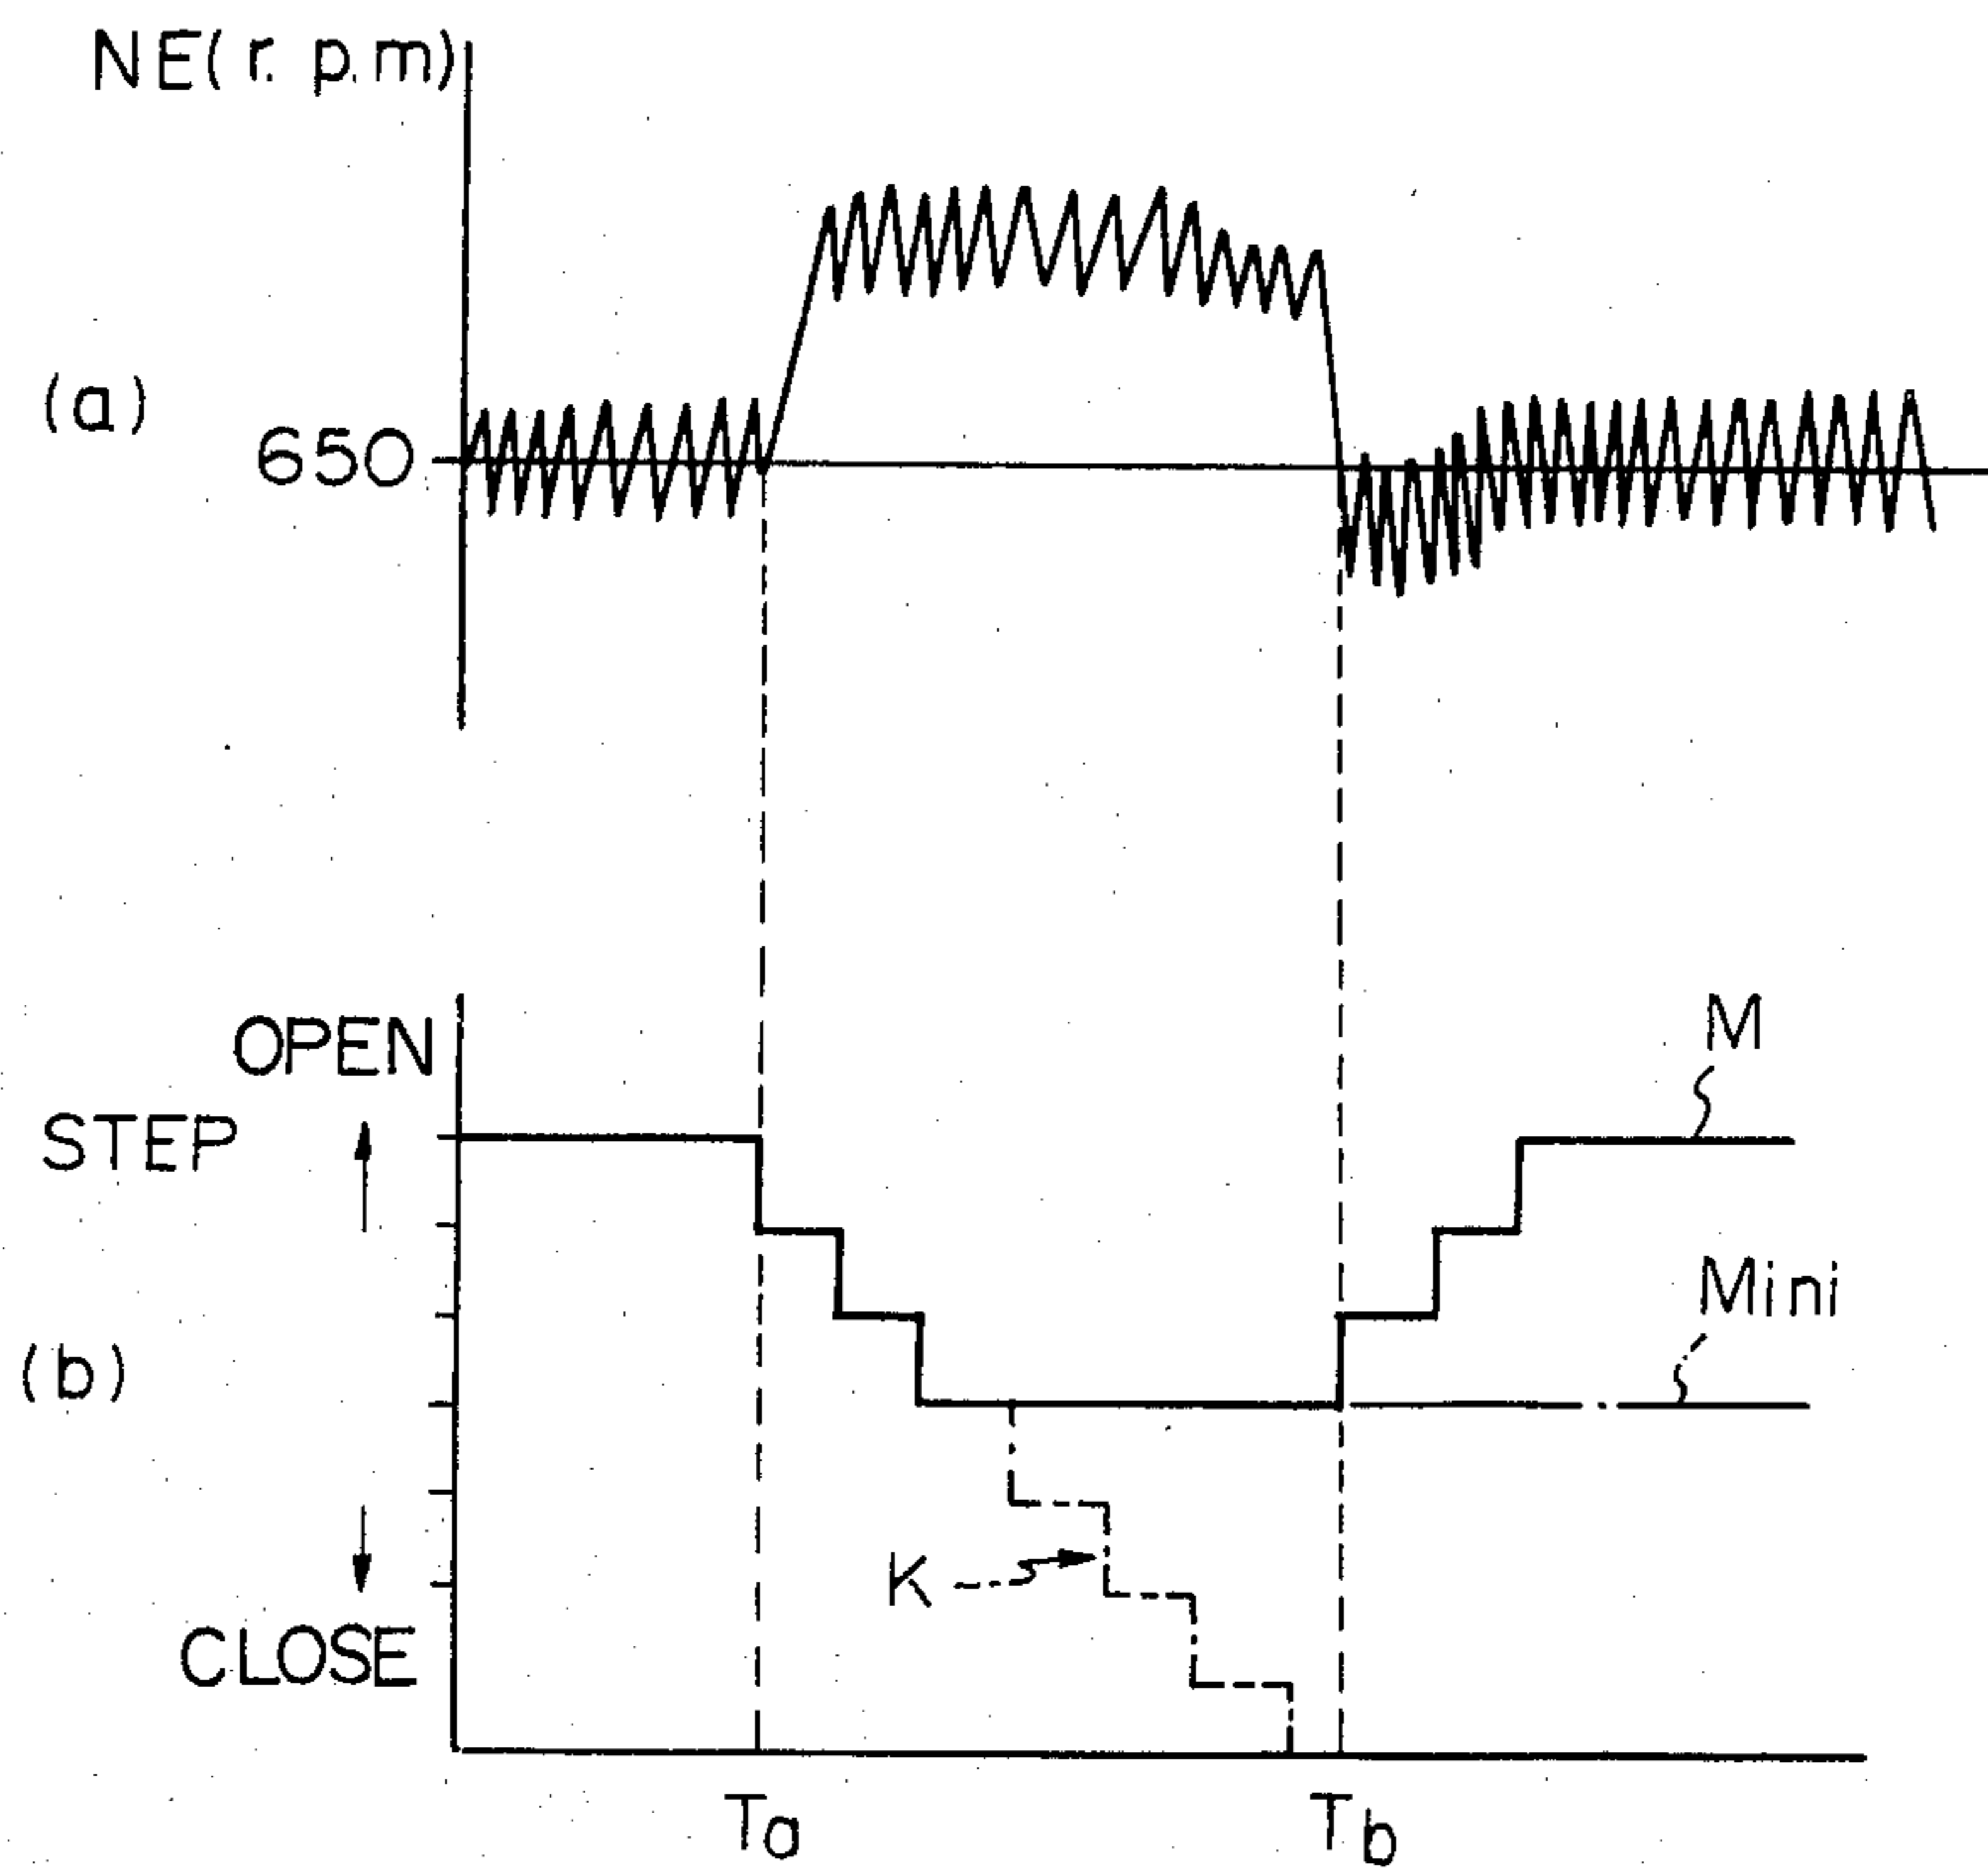 NE(r.p.m)
(a)
650
OPEN
STEP
M
Mini
(b)
K
CLOSE
Ta
Tb